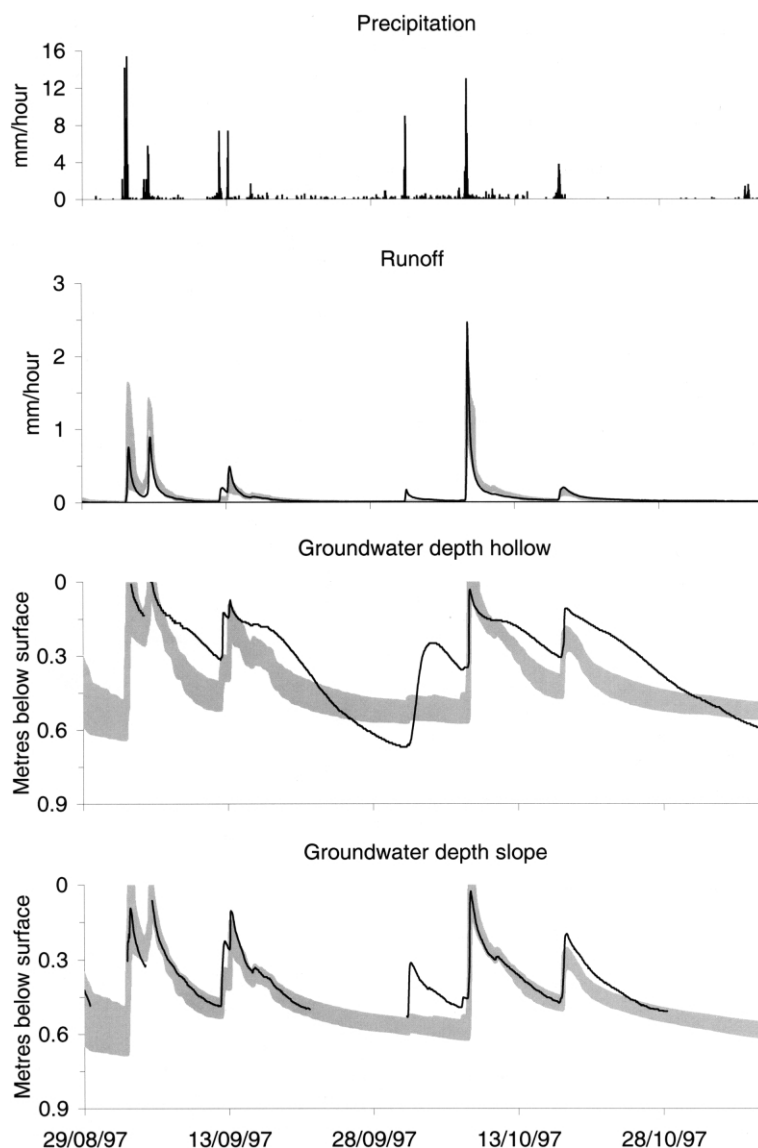 Precipitation
16
12
8
4
0
mm/hour
Runoff
3
2
1
0
mm/hour
Groundwater depth hollow
0
0.3
0.6
0.9
Metres below surface
Groundwater depth slope
0
0.3
0.6
0.9
Metres below surface
29/08/97 13/09/97 28/09/97 13/10/97 28/10/97